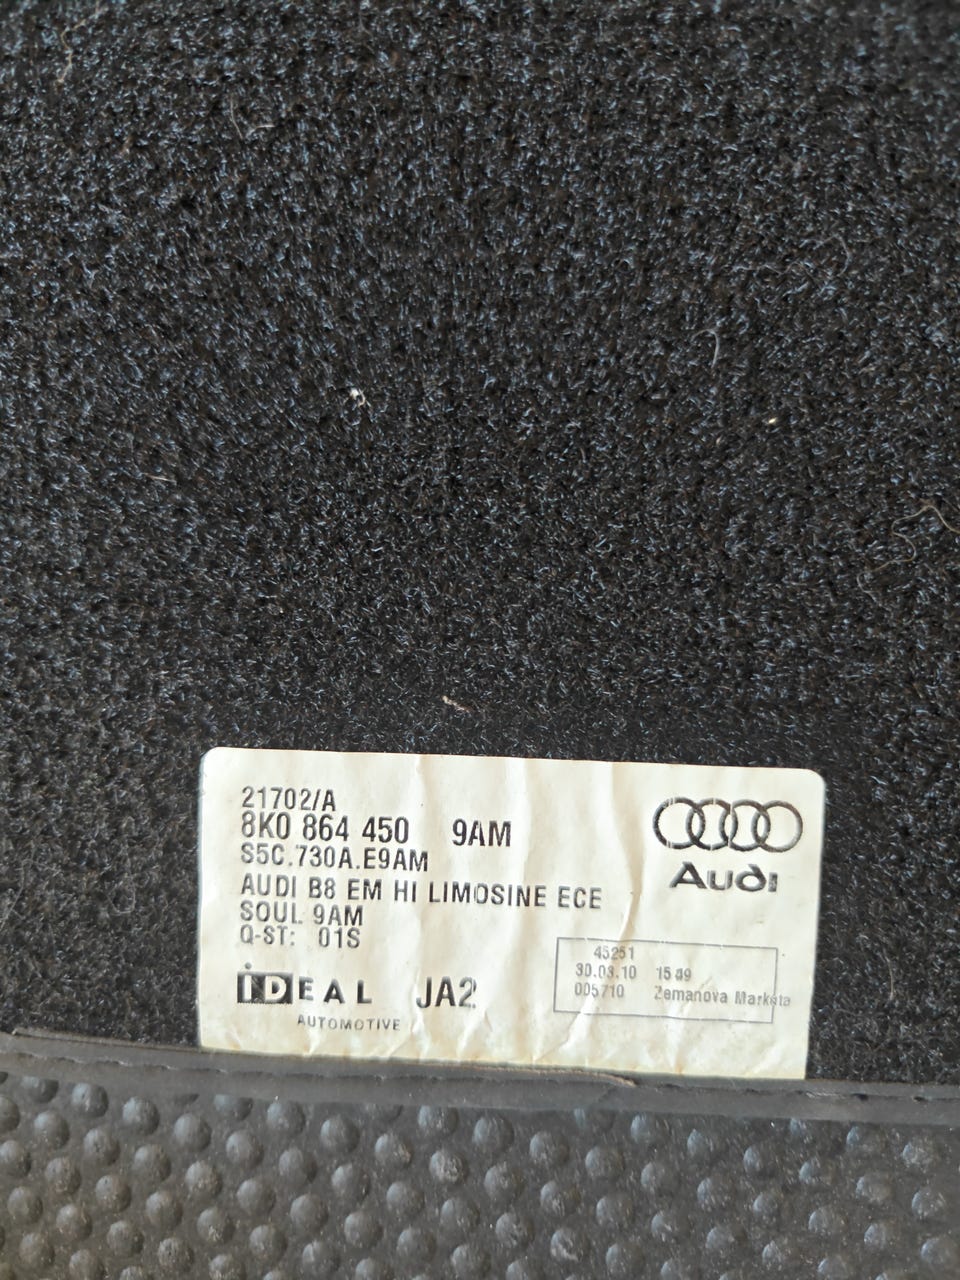 21702/A
8K0 864 450 9AM
S5C.730A.E9AM
AUDI B8 EM HI LIMOSINE ECE
SOUL 9AM
Q-ST: 01S
Audi
45251
30.03.10 15:49
005710 Zemanova Marketa
iDEAL JA2
AUTOMOTIVE